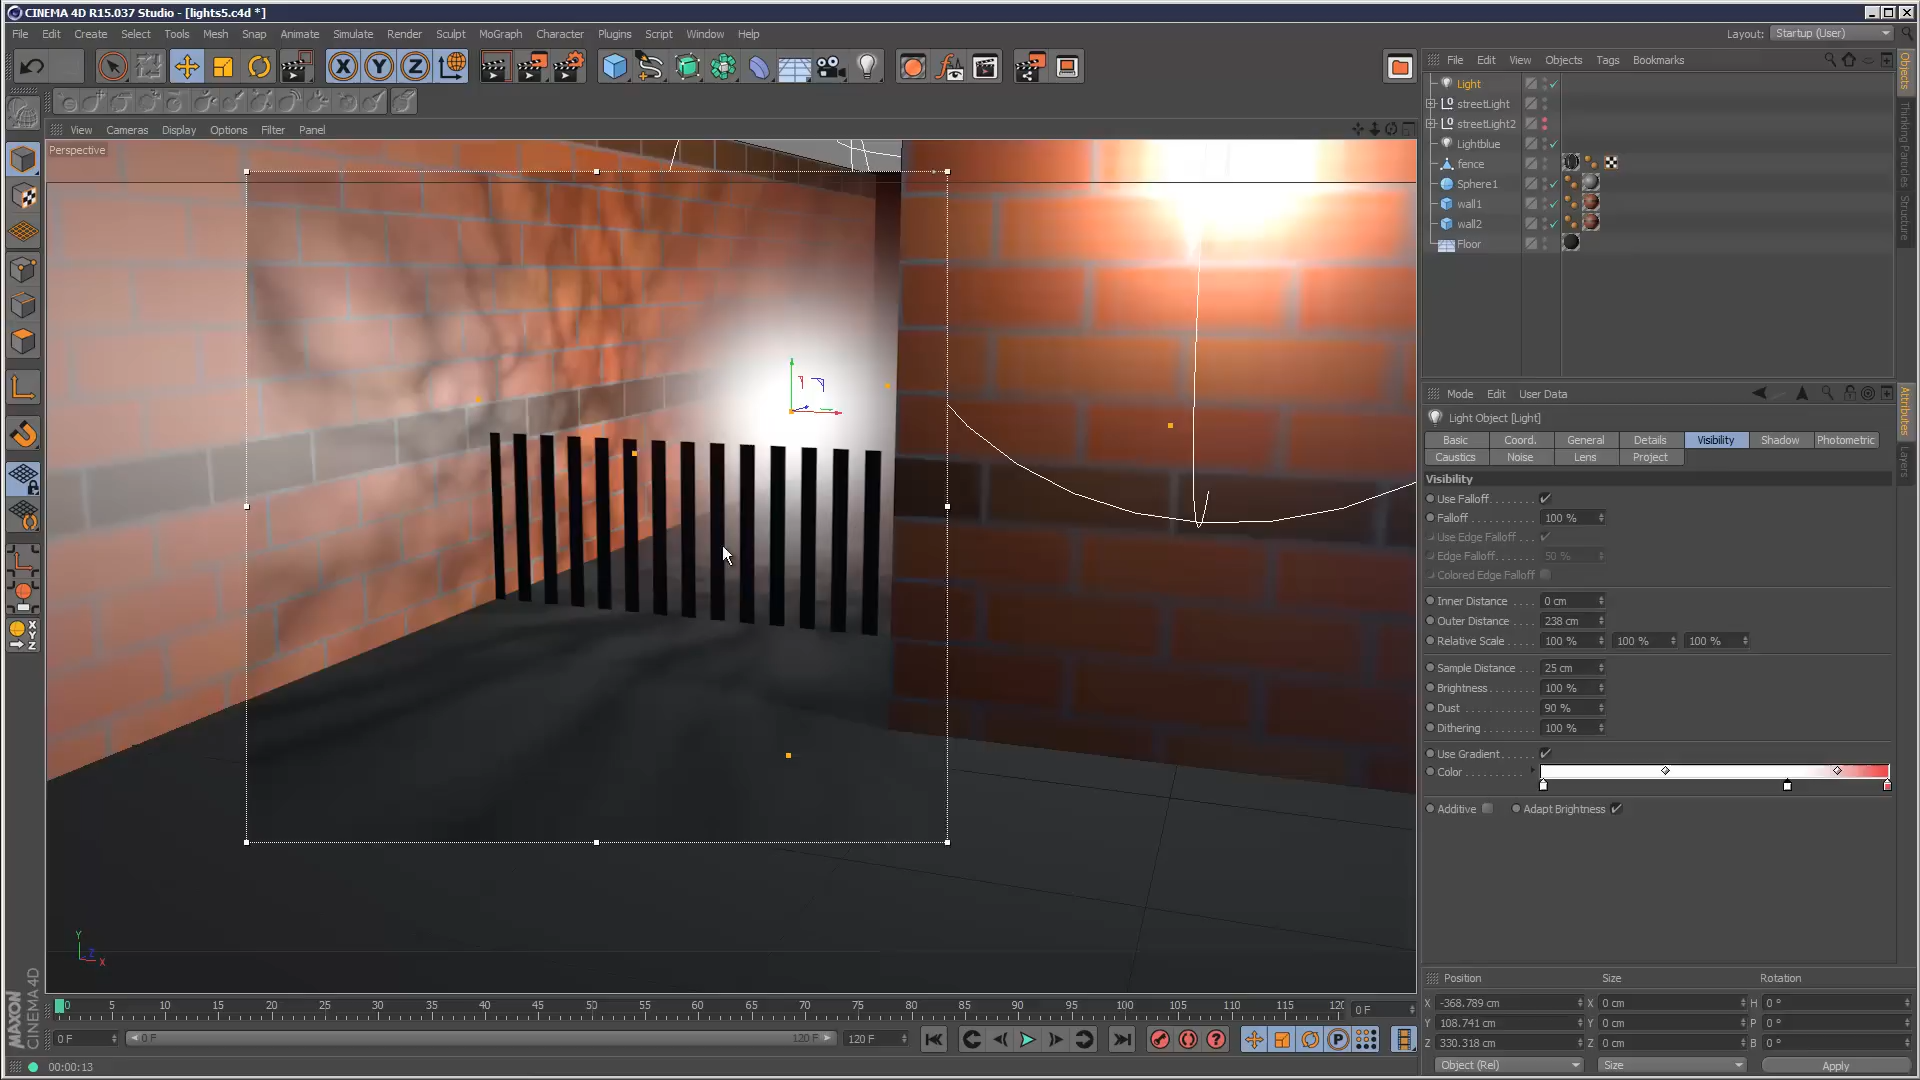 CINEMA 4D R15.037 Studio - [lights5.c4d *]
File Edit Create Select Tools Mesh Snap Animate Simulate Render Sculpt MoGraph Character Plugins Script Window Help
Layout: Startup (User)
X Y Z
File Edit View Objects Tags Bookmarks
View Cameras Display Options Filter Panel
Perspective
Light
streetLight
streetLight2
Lightblue
fence
Sphere1
wall1
wall2
Floor
Objects
Thinking Particles
Structure
Mode Edit User Data
Light Object [Light]
Basic Coord. General Details Visibility Shadow Photometric
Caustics Noise Lens Project
Attributes
Layers
Visibility
Use Falloff
Falloff 100 %
Use Edge Falloff
Edge Falloff 50 %
Colored Edge Falloff
Inner Distance 0 cm
Outer Distance 238 cm
Relative Scale 100 % 100 % 100 %
Sample Distance 25 cm
Brightness 100 %
Dust 90 %
Dithering 100 %
Use Gradient
Color
Additive Adapt Brightness
X
Y
Z
Y
Z
X
MAXON
CINEMA 4D
0 5 10 15 20 25 30 35 40 45 50 55 60 65 70 75 80 85 90 95 100 105 110 115 120
0 F
0 F 0 F 120 F 120 F
P
Position Size Rotation
X -368.789 cm X 0 cm H 0 °
Y 108.741 cm Y 0 cm P 0 °
Z 330.318 cm Z 0 cm B 0 °
Object (Rel) Size Apply
00:00:13